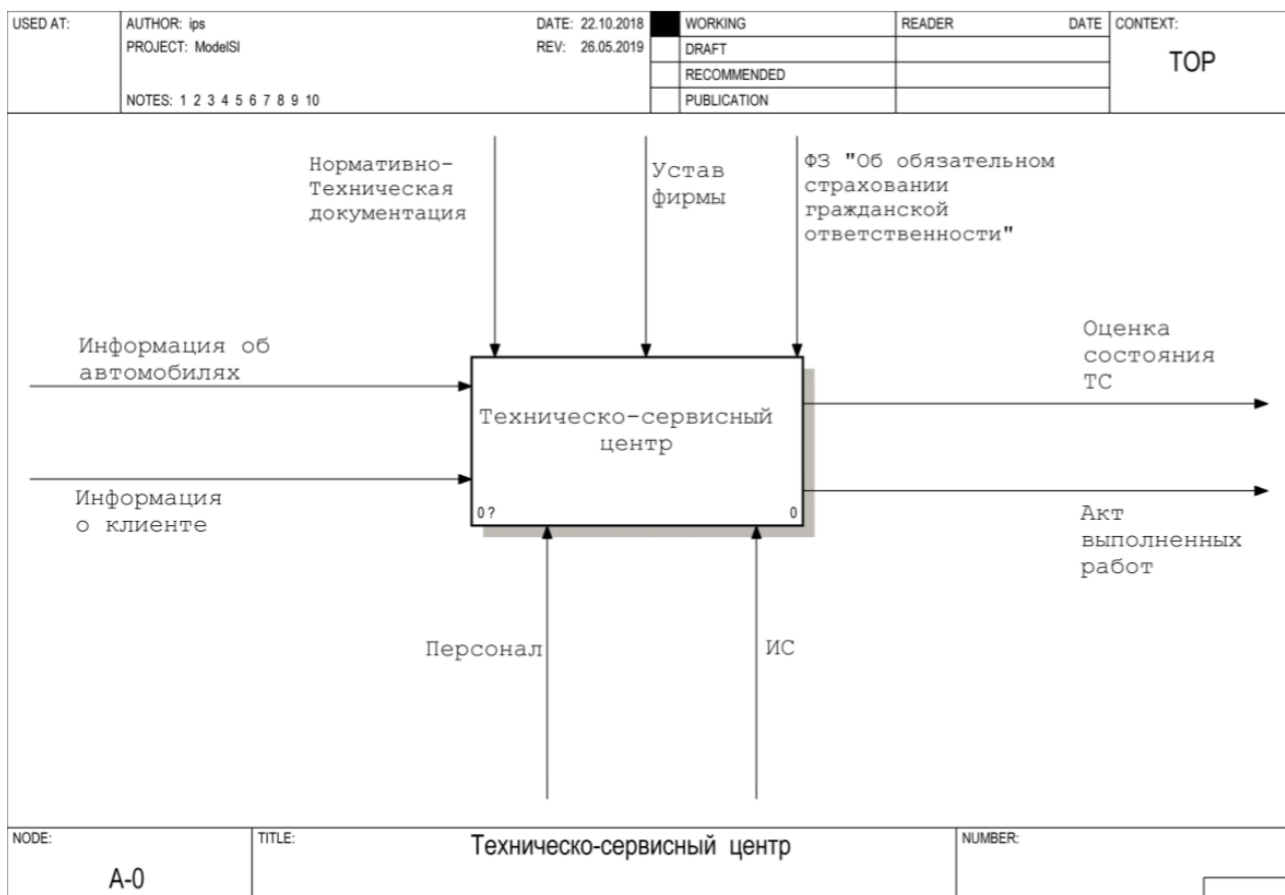 USED AT:
AUTHOR: ips
DATE: 22.10.2018
WORKING
READER
DATE
CONTEXT:
PROJECT: ModelSI
REV: 26.05.2019
DRAFT
TOP
RECOMMENDED
NOTES: 1 2 3 4 5 6 7 8 9 10
PUBLICATION
Нормативно-
Техническая
документация
Устав
фирмы
ФЗ "Об обязательном
страховании
гражданской
ответственности"
Информация об
автомобилях
Оценка
состояния
ТС
Техническо-сервисный
центр
0 ?
0
Информация
о клиенте
Акт
выполненных
работ
Персонал
ИС
NODE:
A-0
TITLE:
Техническо-сервисный центр
NUMBER: